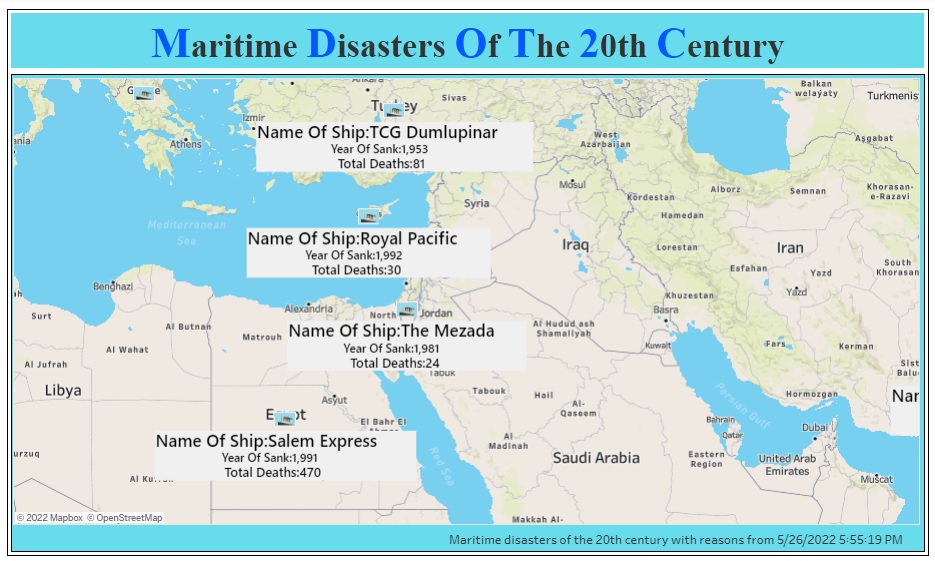 Maritime Disasters Of The 20th Century
Ankara
Sivas
Balkan
welaýaty
Turkmenis
Izmir
Athens
Name Of Ship:TCG Dumlupinar
Year Of Sank:1,953
Total Deaths:81
West
Azarbaijan
Aşgabat
Mosul
Kordestan
Alborz
Semnan
Khorasan-
e-Razavi
Syria
Hamedan
Mediterranean
Sea
Name Of Ship:Royal Pacific
Year Of Sank:1,992
Total Deaths:30
Iraq
Lorestan
Iran
Esfahan
Yazd
South
Khorasan
Benghazi
Yazd
Khuzestan
Surt
Alexandria
North
Jordan
Basra
Al Butnan
Matrouh
Name Of Ship:The Mezada
Year Of Sank:1,981
Total Deaths:24
Al Hudud ash
Shamaliyah
Kuwait
Fars
Kerman
Al Wahat
Al Jufrah
Tabuk
Sist
Balu
Libya
Tabouk
Hail
Hormozgan
Nar
Asyut
Al-
Qaseem
Persian Gulf
El Bahr El
Bahrain
Dubai
Name Of Ship:Salem Express
Year Of Sank:1,991
Total Deaths:470
Al
Madinah
Qatar
urzuq
Red Sea
Saudi Arabia
Eastern
Region
United Arab
Emirates
Muscat
Makkah Al-
© 2022 Mapbox © OpenStreetMap
Maritime disasters of the 20th century with reasons from 5/26/2022 5:55:19 PM